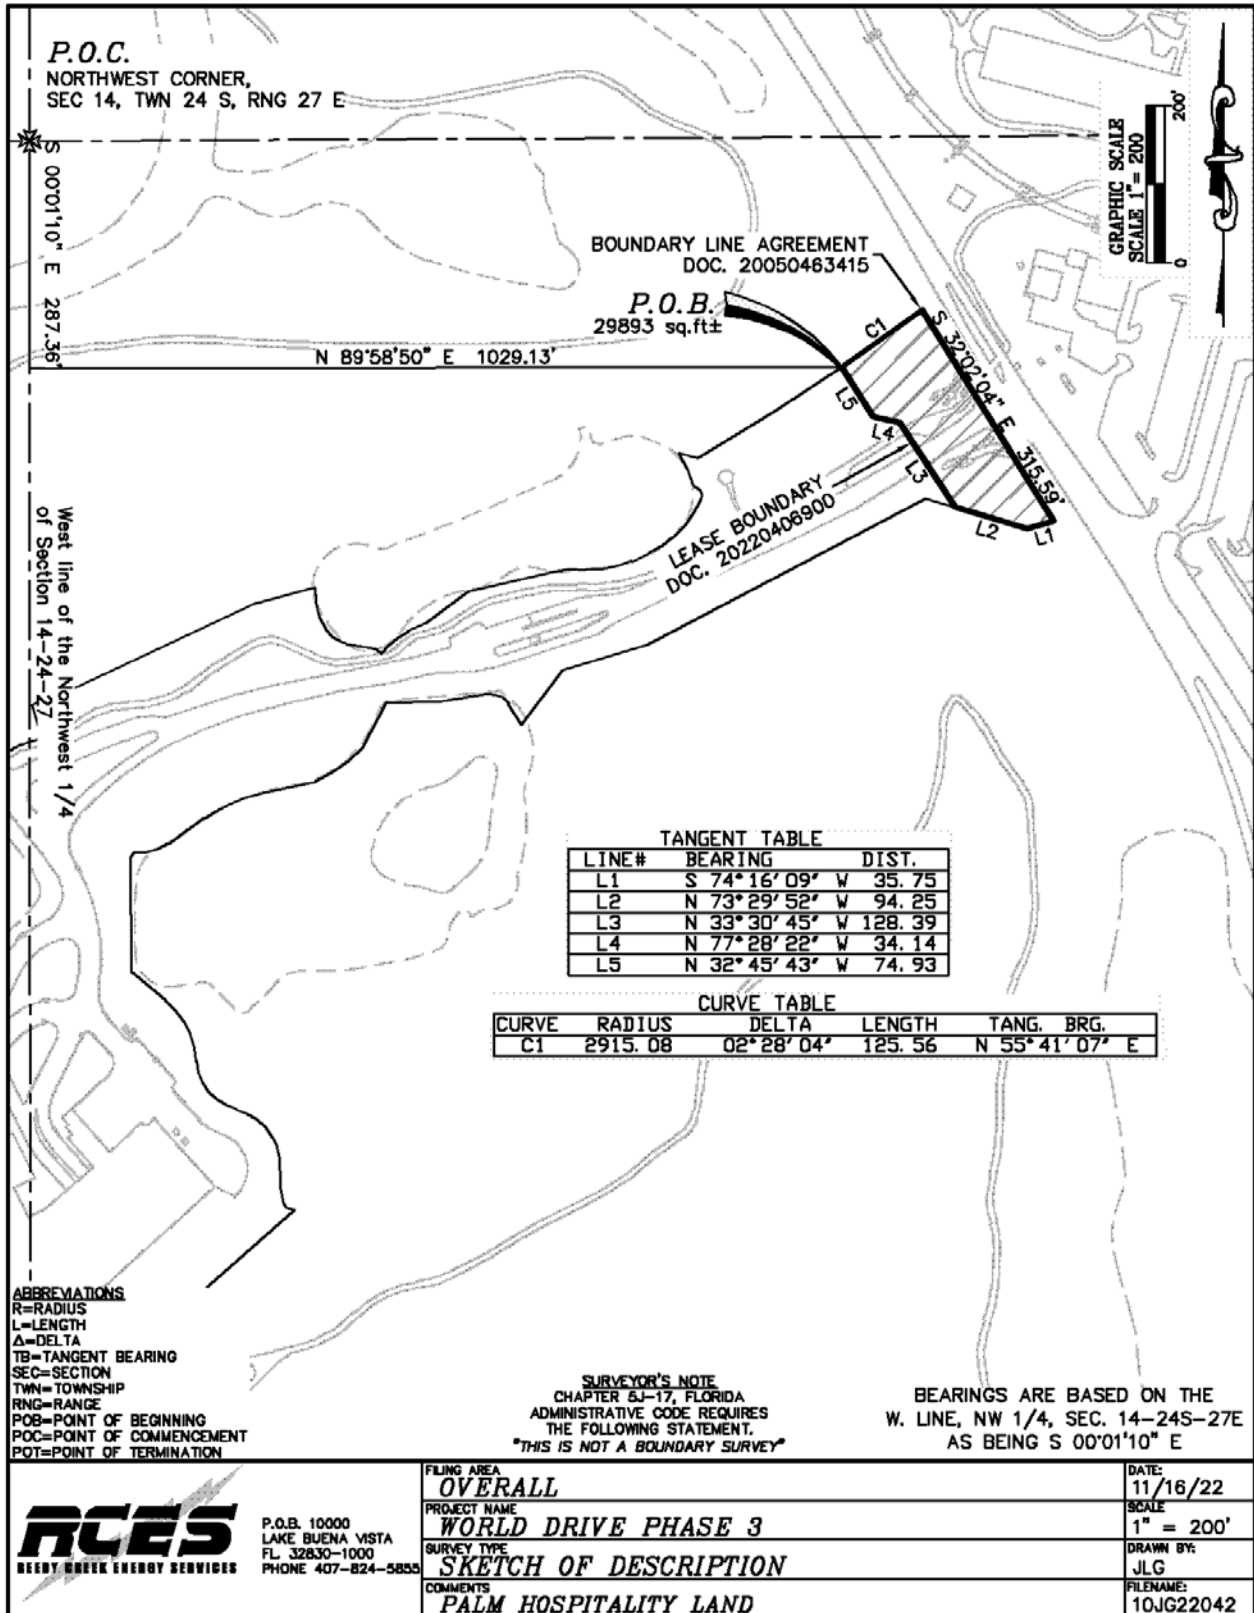 P.O.C.
NORTHWEST CORNER,
SEC 14, TWN 24 S, RNG 27 E
S 00°01'10" E 287.36'
GRAPHIC SCALE
SCALE 1" = 200
0
200'
BOUNDARY LINE AGREEMENT
DOC. 20050463415
P.O.B.
29893 sq.ft±
N 89°58'50" E 1029.13'
C1
S 32°02'04" E 315.59'
L5
L4
L3
L2
L1
LEASE BOUNDARY
DOC. 20220406900
West line of the Northwest 1/4
of Section 14-24-27
TANGENT TABLE
LINE# BEARING DIST.
L1 S 74°16'09" W 35.75
L2 N 73°29'52" W 94.25
L3 N 33°30'45" W 128.39
L4 N 77°28'22" W 34.14
L5 N 32°45'43" W 74.93
CURVE TABLE
CURVE RADIUS DELTA LENGTH TANG. BRG.
C1 2915.08 02°28'04" 125.56 N 55°41'07" E
ABBREVIATIONS
R=RADIUS
L=LENGTH
Δ=DELTA
TB=TANGENT BEARING
SEC=SECTION
TWN=TOWNSHIP
RNG=RANGE
POB=POINT OF BEGINNING
POC=POINT OF COMMENCEMENT
POT=POINT OF TERMINATION
SURVEYOR'S NOTE
CHAPTER 5J-17, FLORIDA
ADMINISTRATIVE CODE REQUIRES
THE FOLLOWING STATEMENT.
"THIS IS NOT A BOUNDARY SURVEY"
BEARINGS ARE BASED ON THE
W. LINE, NW 1/4, SEC. 14-24S-27E
AS BEING S 00°01'10" E
RCES
REEDY CREEK ENERGY SERVICES
P.O.B. 10000
LAKE BUENA VISTA
FL 32830-1000
PHONE 407-824-5855
FILING AREA
OVERALL
PROJECT NAME
WORLD DRIVE PHASE 3
SURVEY TYPE
SKETCH OF DESCRIPTION
COMMENTS
PALM HOSPITALITY LAND
DATE:
11/16/22
SCALE
1" = 200'
DRAWN BY:
JLG
FILENAME:
10JG22042